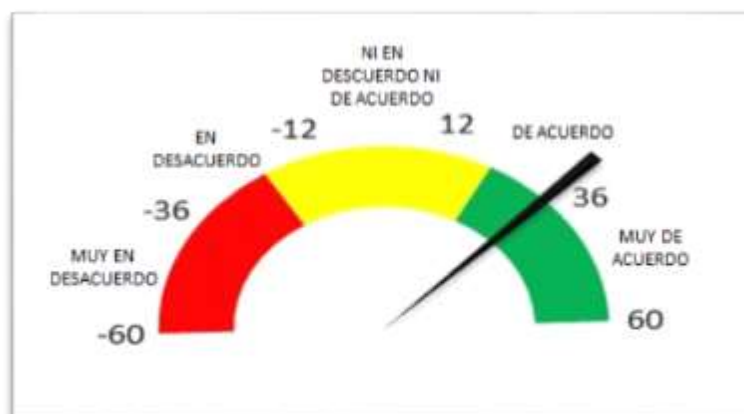 NI EN
DESCUERDO NI
DE ACUERDO
-12
12
EN
DESACUERDO
DE ACUERDO
-36
36
MUY EN
DESACUERDO
MUY DE
ACUERDO
-60
60